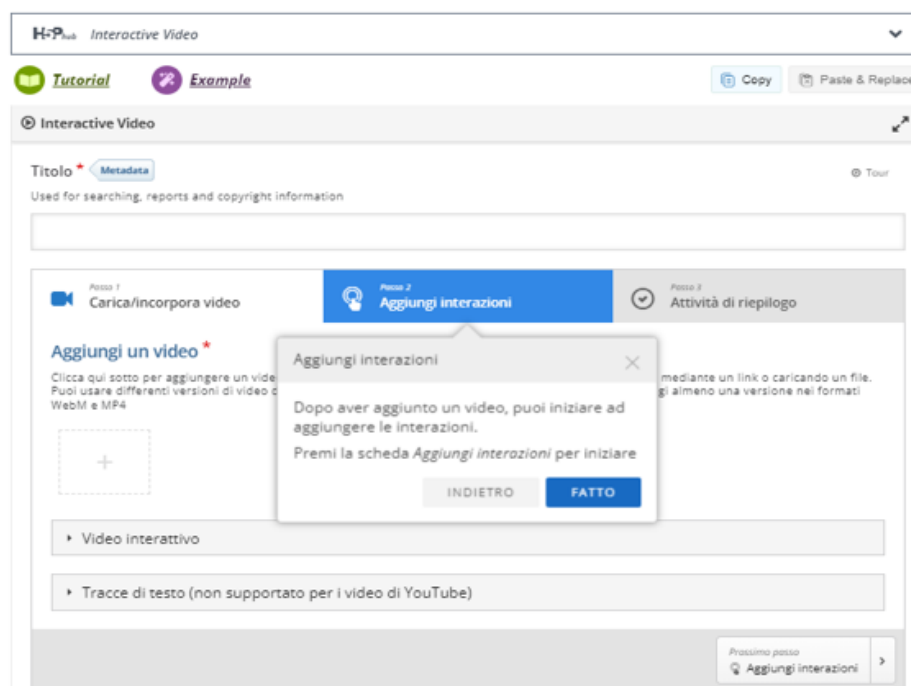 H5P hub Interactive Video
Tutorial Example Copy Paste & Replace
Interactive Video
Titolo * Metadata Tour
Used for searching, reports and copyright information
Passo 1
Carica/incorpora video
Passo 2
Aggiungi interazioni
Passo 3
Attività di riepilogo
Aggiungi un video *
Clicca qui sotto per aggiungere un vide mediante un link o caricando un file.
Puoi usare differenti versioni di video gi almeno una versione nei formati
WebM e MP4
+
Aggiungi interazioni
Dopo aver aggiunto un video, puoi iniziare ad
aggiungere le interazioni.
Premi la scheda Aggiungi interazioni per iniziare
INDIETRO FATTO
Video interattivo
Tracce di testo (non supportato per i video di YouTube)
Prossimo passo
Aggiungi interazioni